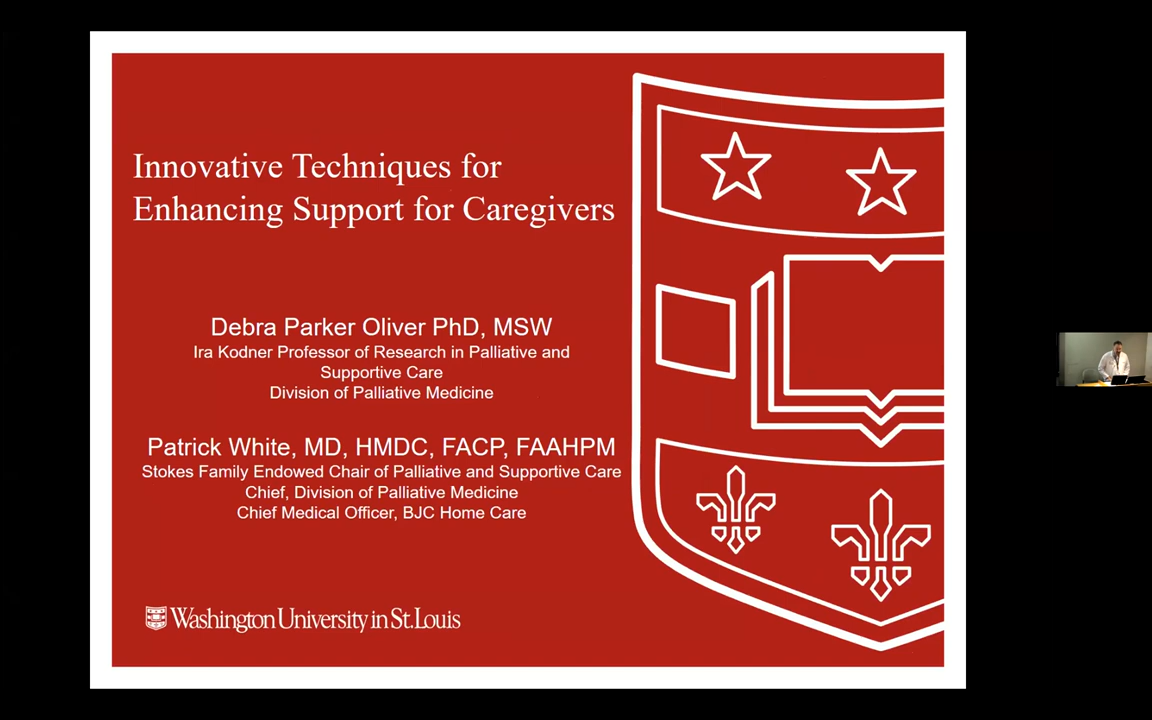 Innovative Techniques for
Enhancing Support for Caregivers
Debra Parker Oliver PhD, MSW
Ira Kodner Professor of Research in Palliative and
Supportive Care
Division of Palliative Medicine
Patrick White, MD, HMDC, FACP, FAAHPM
Stokes Family Endowed Chair of Palliative and Supportive Care
Chief, Division of Palliative Medicine
Chief Medical Officer, BJC Home Care
Washington University in St. Louis